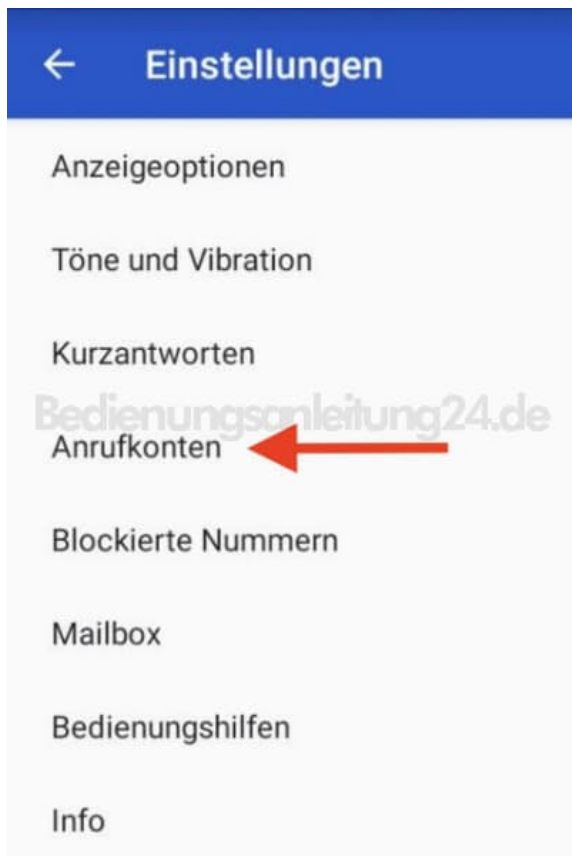 Einstellungen
Anzeigeoptionen
Töne und Vibration
Kurzantworten
Bedienungsanleitung24.de
Anrufkonten
Blockierte Nummern
Mailbox
Bedienungshilfen
Info